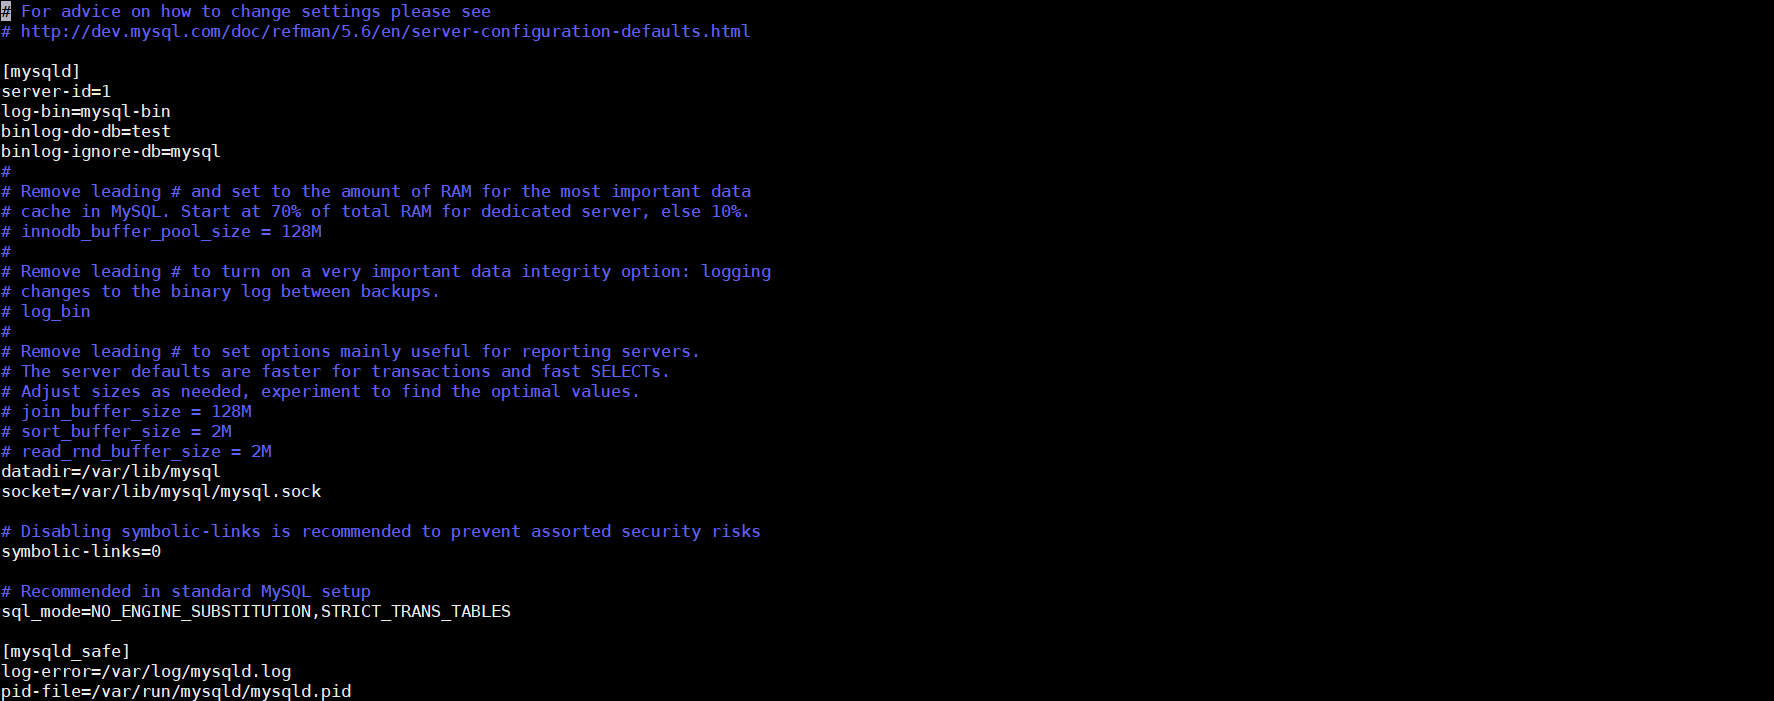 # For advice on how to change settings please see
# http://dev.mysql.com/doc/refman/5.6/en/server-configuration-defaults.html
[mysqld]
server-id=1
log-bin=mysql-bin
binlog-do-db=test
binlog-ignore-db=mysql
#
# Remove leading # and set to the amount of RAM for the most important data
# cache in MySQL. Start at 70% of total RAM for dedicated server, else 10%.
# innodb_buffer_pool_size = 128M
#
# Remove leading # to turn on a very important data integrity option: logging
# changes to the binary log between backups.
# log_bin
#
# Remove leading # to set options mainly useful for reporting servers.
# The server defaults are faster for transactions and fast SELECTs.
# Adjust sizes as needed, experiment to find the optimal values.
# join_buffer_size = 128M
# sort_buffer_size = 2M
# read_rnd_buffer_size = 2M
datadir=/var/lib/mysql
socket=/var/lib/mysql/mysql.sock
# Disabling symbolic-links is recommended to prevent assorted security risks
symbolic-links=0
# Recommended in standard MySQL setup
sql_mode=NO_ENGINE_SUBSTITUTION,STRICT_TRANS_TABLES
[mysqld_safe]
log-error=/var/log/mysqld.log
pid-file=/var/run/mysqld/mysqld.pid